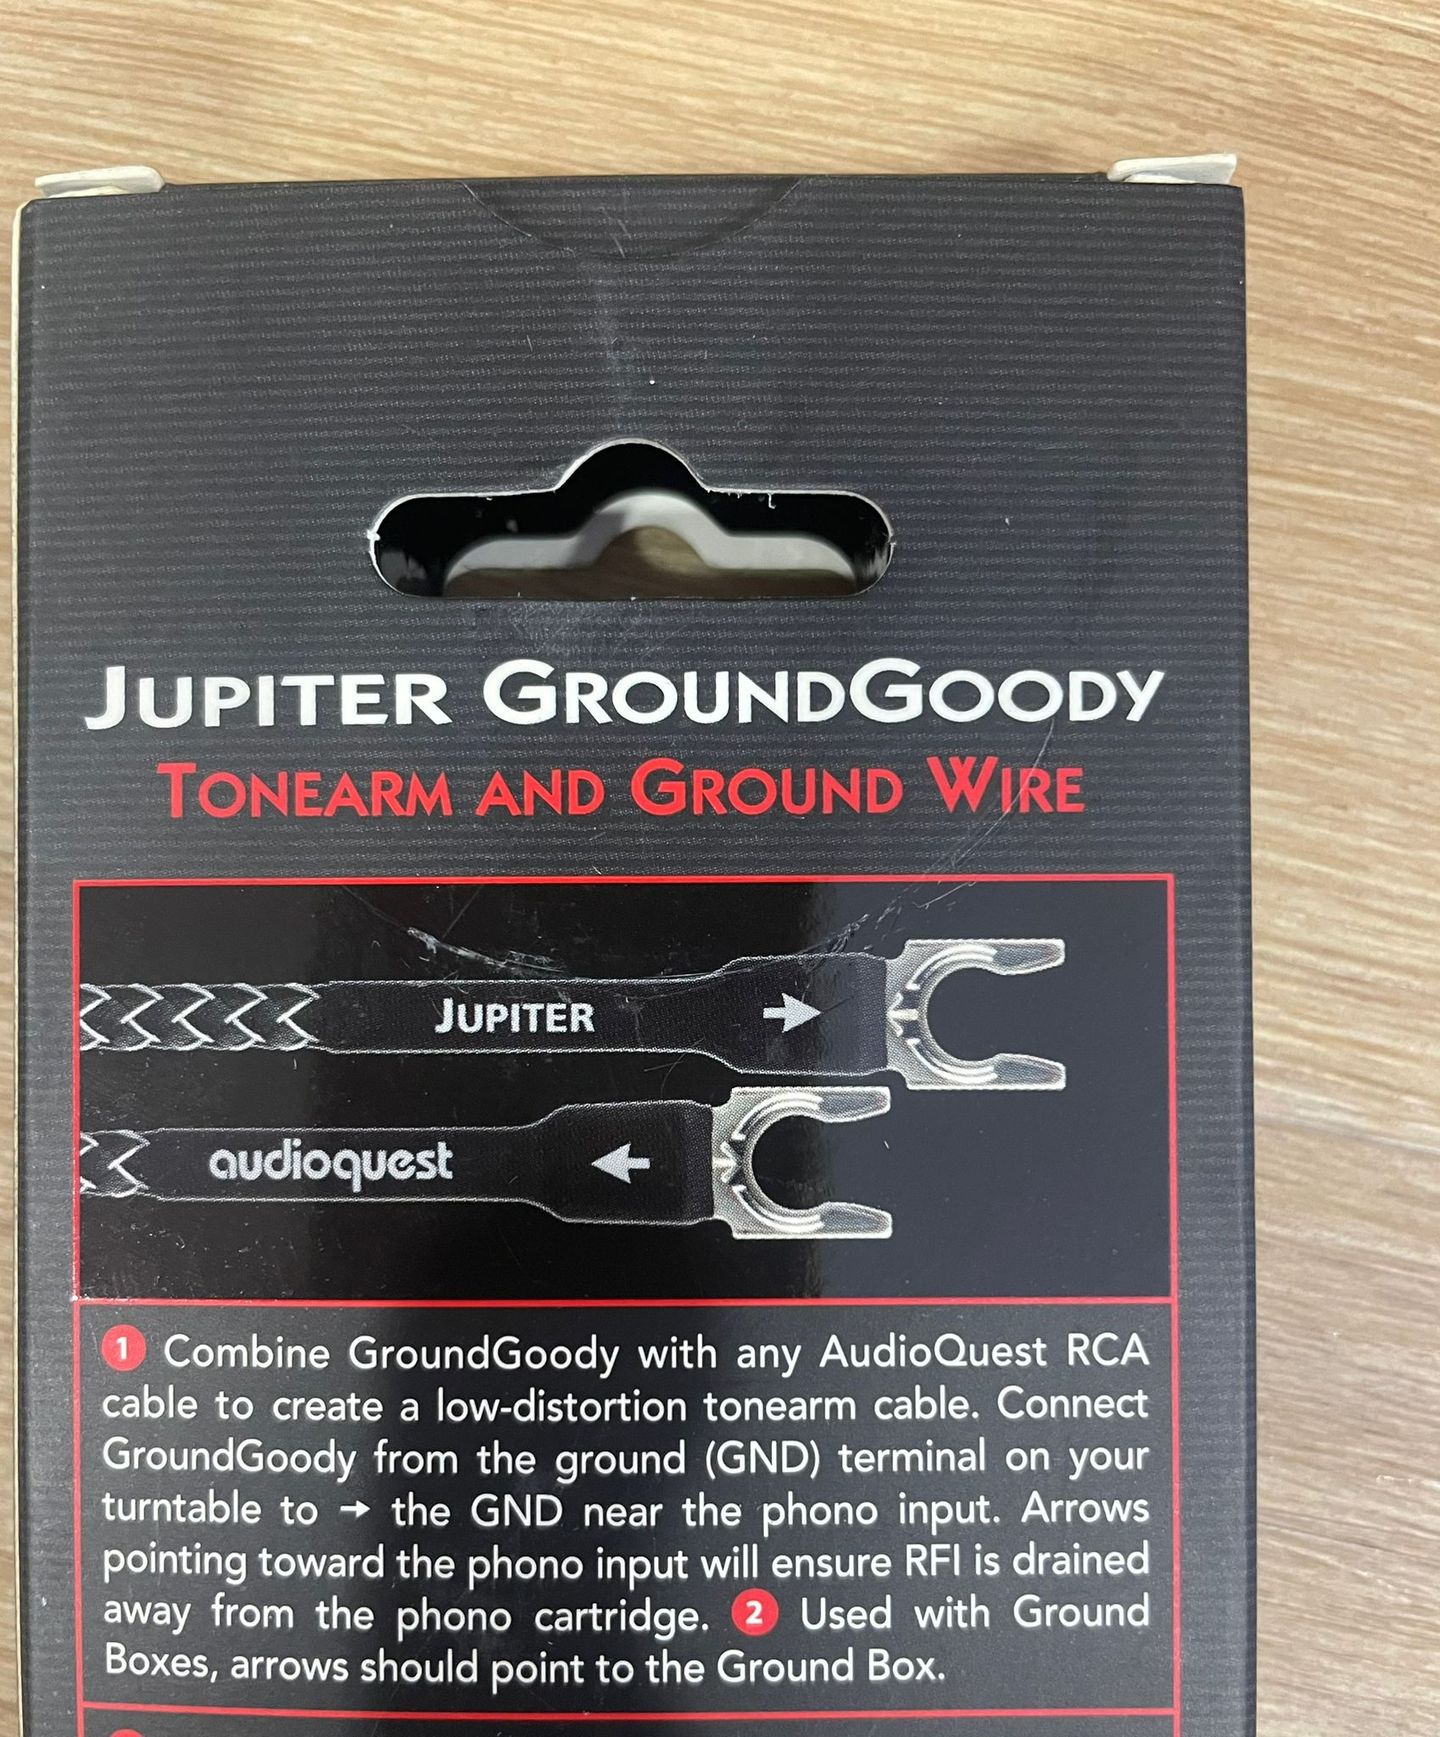 JUPITER GROUNDGOODY
TONEARM AND GROUND WIRE
JUPITER →
audioquest ←
1 Combine GroundGoody with any AudioQuest RCA
cable to create a low-distortion tonearm cable. Connect
GroundGoody from the ground (GND) terminal on your
turntable to → the GND near the phono input. Arrows
pointing toward the phono input will ensure RFI is drained
away from the phono cartridge. 2 Used with Ground
Boxes, arrows should point to the Ground Box.